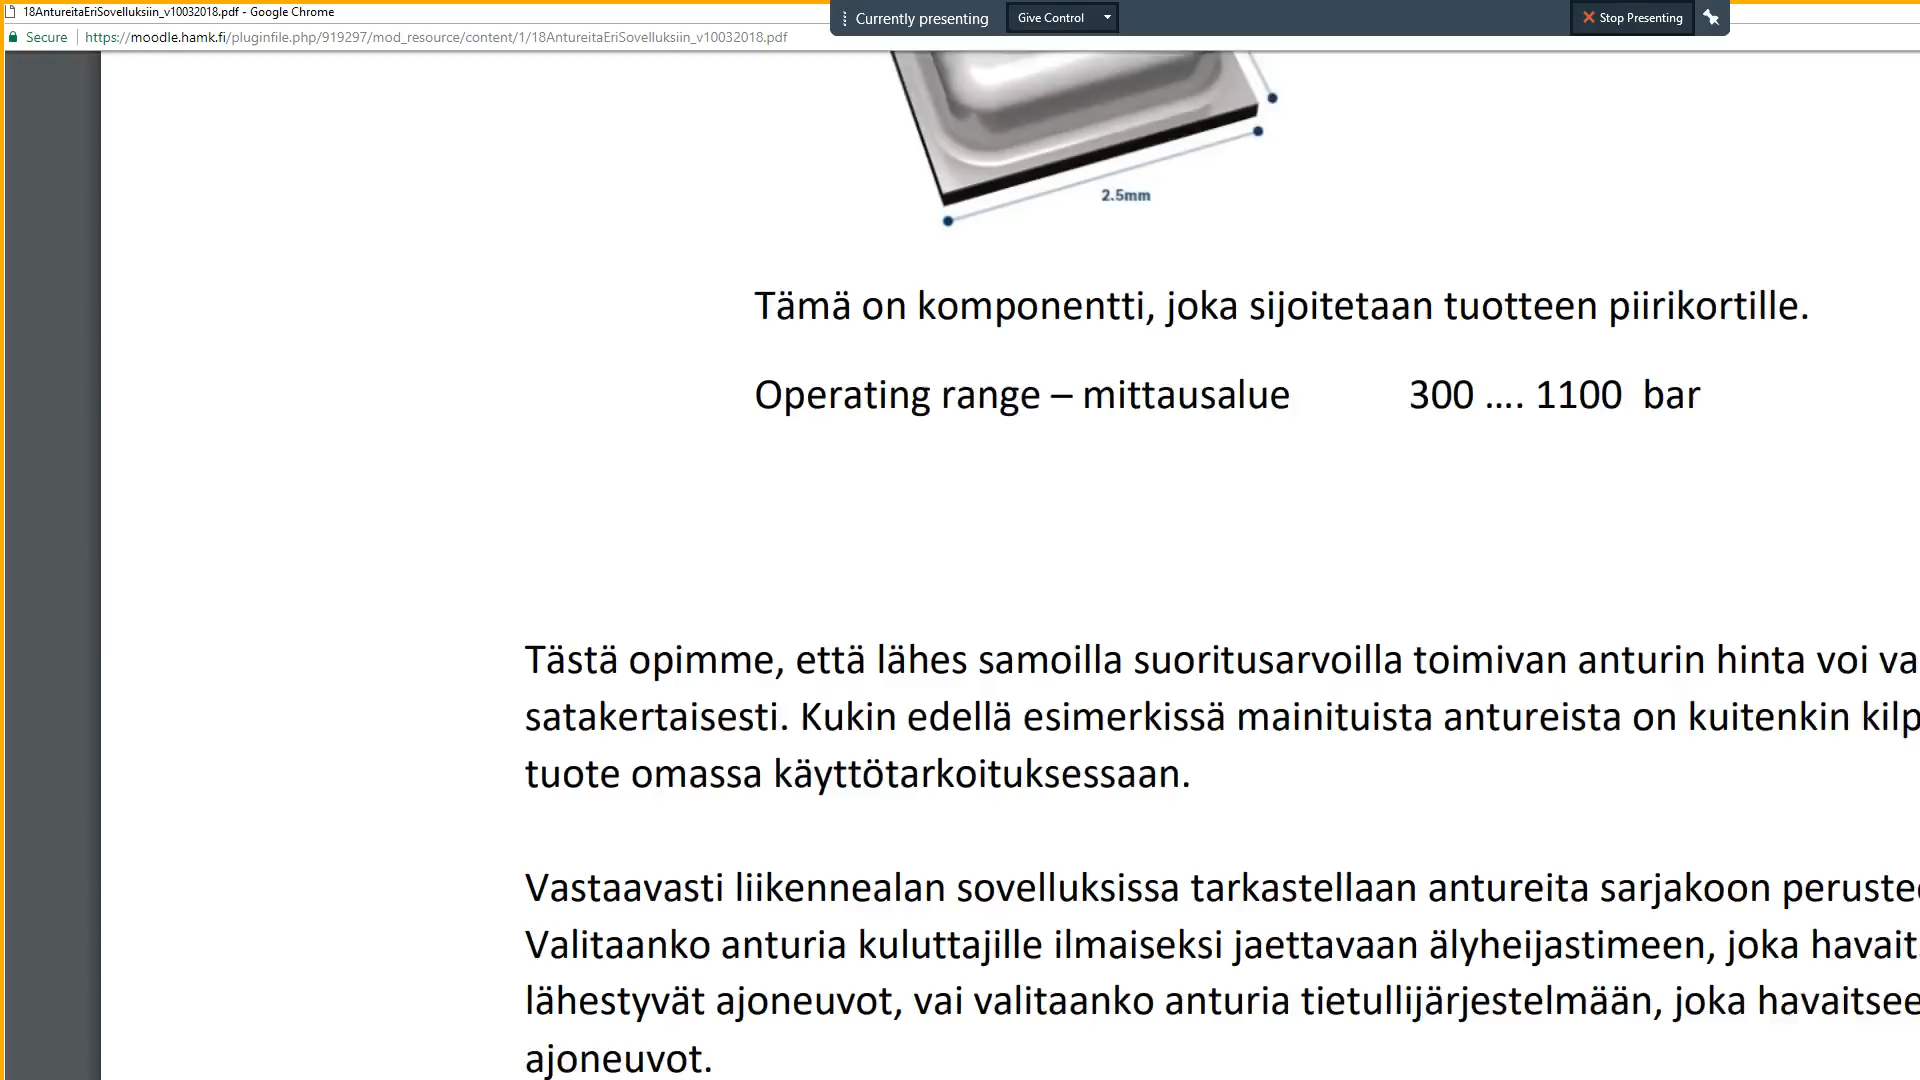 18AntureitaEriSovelluksiin_v10032018.pdf - Google Chrome
Currently presenting Give Control Stop Presenting
Secure https://moodle.hamk.fi/pluginfile.php/919297/mod_resource/content/1/18AntureitaEriSovelluksiin_v10032018.pdf
2.5mm
Tämä on komponentti, joka sijoitetaan tuotteen piirikortille.
Operating range – mittausalue 300 .... 1100 bar
Tästä opimme, että lähes samoilla suoritusarvoilla toimivan anturin hinta voi va
satakertaisesti. Kukin edellä esimerkissä mainituista antureista on kuitenkin kilp
tuote omassa käyttötarkoituksessaan.
Vastaavasti liikennealan sovelluksissa tarkastellaan antureita sarjakoon peruste
Valitaanko anturia kuluttajille ilmaiseksi jaettavaan älyheijastimeen, joka havait
lähestyvät ajoneuvot, vai valitaanko anturia tietullijärjestelmään, joka havaitsee
ajoneuvot.